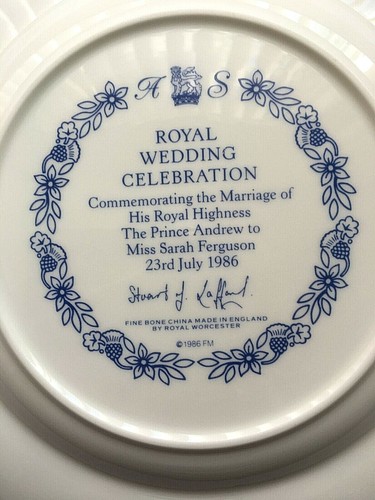 A S
ROYAL
WEDDING
CELEBRATION
Commemorating the Marriage of
His Royal Highness
The Prince Andrew to
Miss Sarah Ferguson
23rd July 1986
Stuart J.
FINE BONE CHINA MADE IN ENGLAND
BY ROYAL WORCESTER
©1986 FM